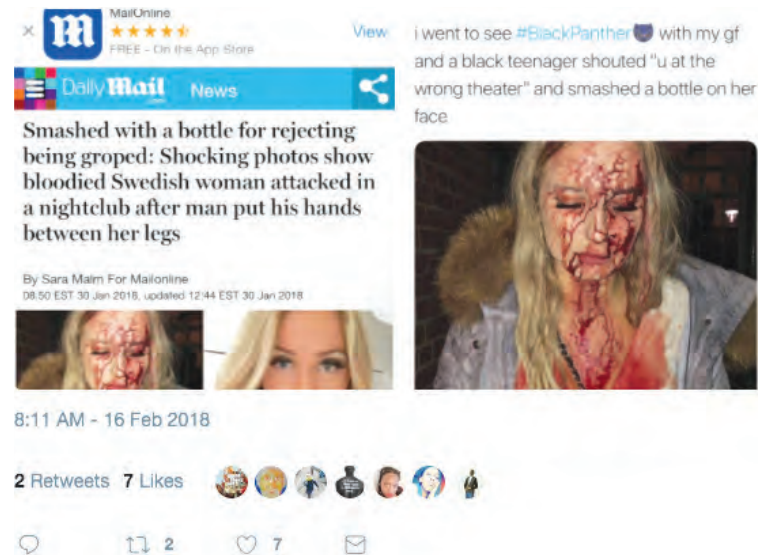 MailOnline
FREE - On the App Store
View
Daily Mail
.com
News
Smashed with a bottle for rejecting
being groped: Shocking photos show
bloodied Swedish woman attacked in
a nightclub after man put his hands
between her legs
By Sara Malm For Mailonline
08:50 EST 30 Jan 2018, updated 12:44 EST 30 Jan 2018
i went to see #BlackPanther with my gf
and a black teenager shouted "u at the
wrong theater" and smashed a bottle on her
face
8:11 AM - 16 Feb 2018
2 Retweets 7 Likes
2 7